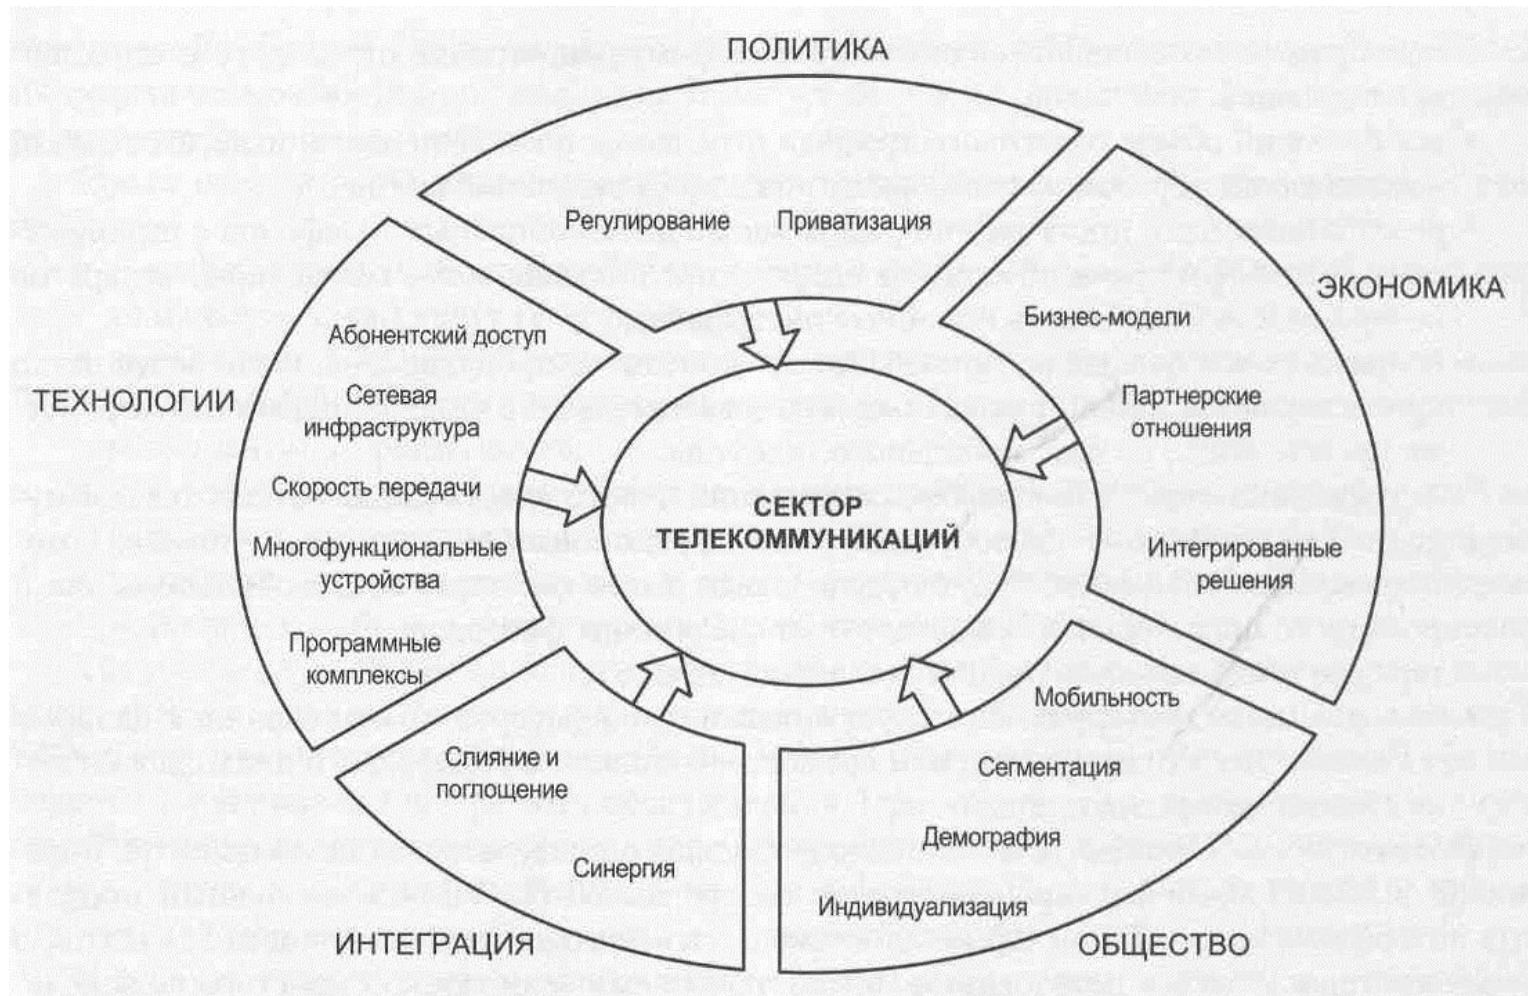 ПОЛИТИКА
Регулирование Приватизация
ЭКОНОМИКА
Бизнес-модели
Партнерские
отношения
Интегрированные
решения
ТЕХНОЛОГИИ
Абонентский доступ
Сетевая
инфраструктура
Скорость передачи
Многофункциональные
устройства
Программные
комплексы
СЕКТОР
ТЕЛЕКОММУНИКАЦИЙ
Слияние и
поглощение
Синергия
ИНТЕГРАЦИЯ
Мобильность
Сегментация
Демография
Индивидуализация
ОБЩЕСТВО